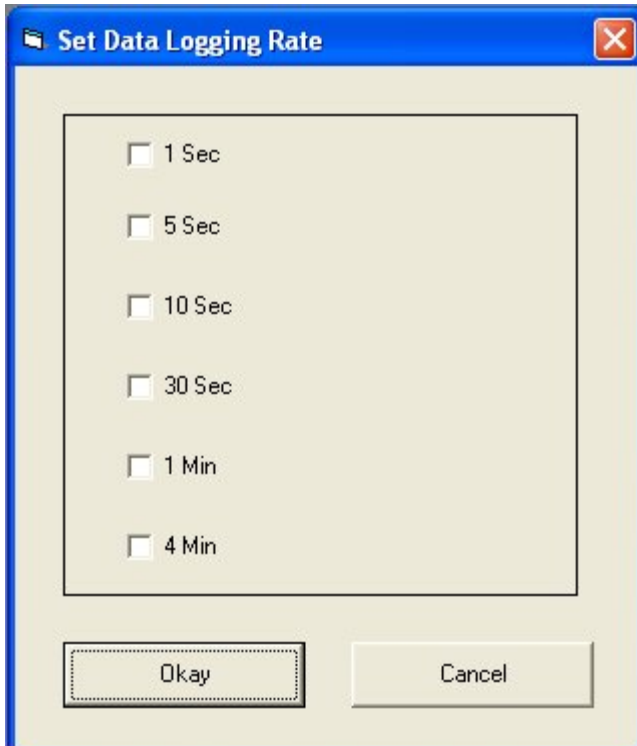 Set Data Logging Rate
1 Sec
5 Sec
10 Sec
30 Sec
1 Min
4 Min
Okay
Cancel